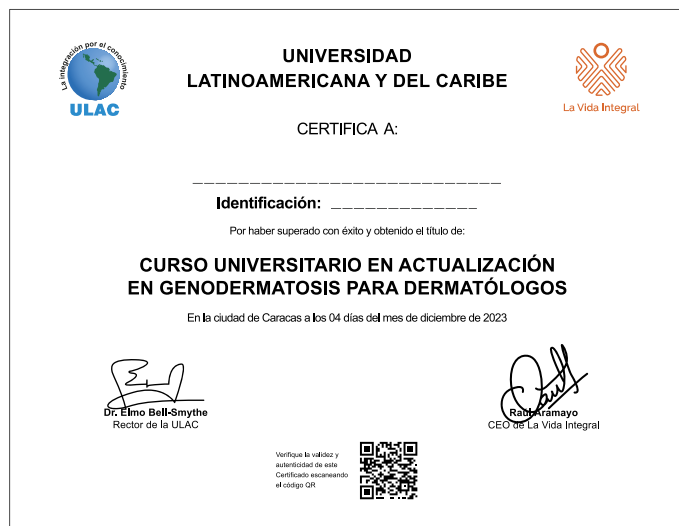 La integración por el conocimiento
ULAC
UNIVERSIDAD
LATINOAMERICANA Y DEL CARIBE
La Vida Integral
CERTIFICA A:
Identificación:
Por haber superado con éxito y obtenido el título de:
CURSO UNIVERSITARIO EN ACTUALIZACIÓN
EN GENODERMATOSIS PARA DERMATÓLOGOS
En la ciudad de Caracas a los 04 días del mes de diciembre de 2023
Dr. Elmo Bell-Smythe
Rector de la ULAC
Raúl Aramayo
CEO de La Vida Integral
Verifique la validez y
autenticidad de este
Certificado escaneando
el código QR